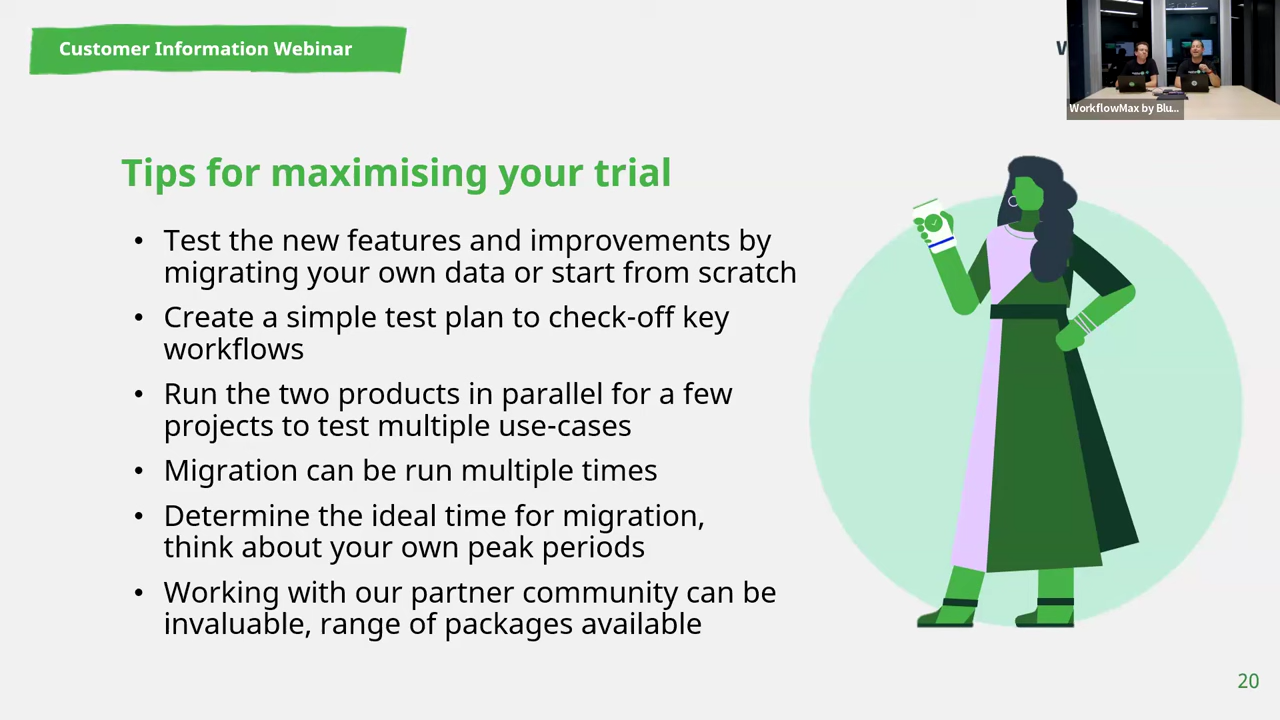 Customer Information Webinar
W
WorkflowMax by Blu...
Tips for maximising your trial
• Test the new features and improvements by
migrating your own data or start from scratch
• Create a simple test plan to check-off key
workflows
• Run the two products in parallel for a few
projects to test multiple use-cases
• Migration can be run multiple times
• Determine the ideal time for migration,
think about your own peak periods
• Working with our partner community can be
invaluable, range of packages available
20